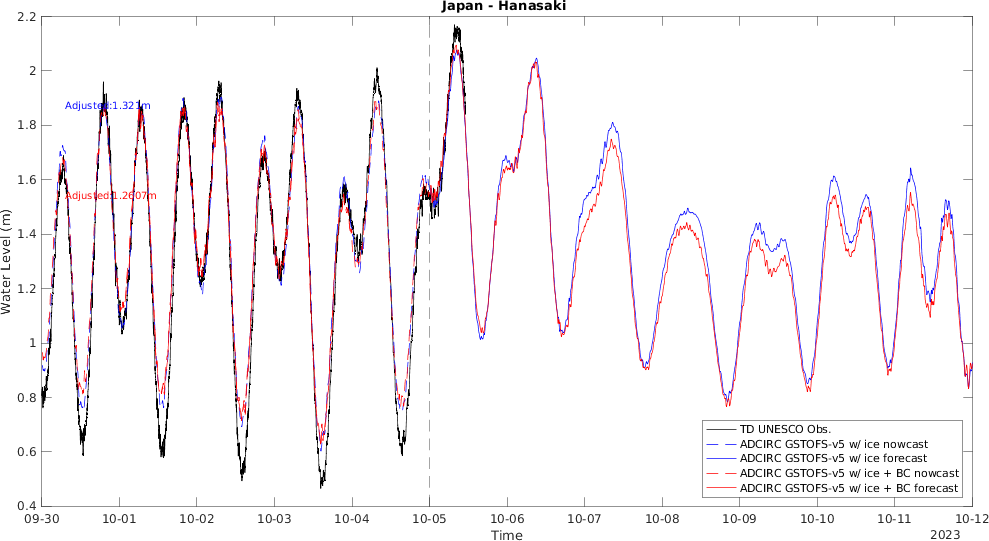 Japan - Hanasaki
2.2
2
1.8
1.6
1.4
1.2
1
0.8
0.6
0.4
Water Level (m)
Adjusted:1.321m
Adjusted:1.2607m
TD UNESCO Obs.
ADCIRC GSTOFS-v5 w/ ice nowcast
ADCIRC GSTOFS-v5 w/ ice forecast
ADCIRC GSTOFS-v5 w/ ice + BC nowcast
ADCIRC GSTOFS-v5 w/ ice + BC forecast
09-30 10-01 10-02 10-03 10-04 10-05 10-06 10-07 10-08 10-09 10-10 10-11 10-12
Time
2023